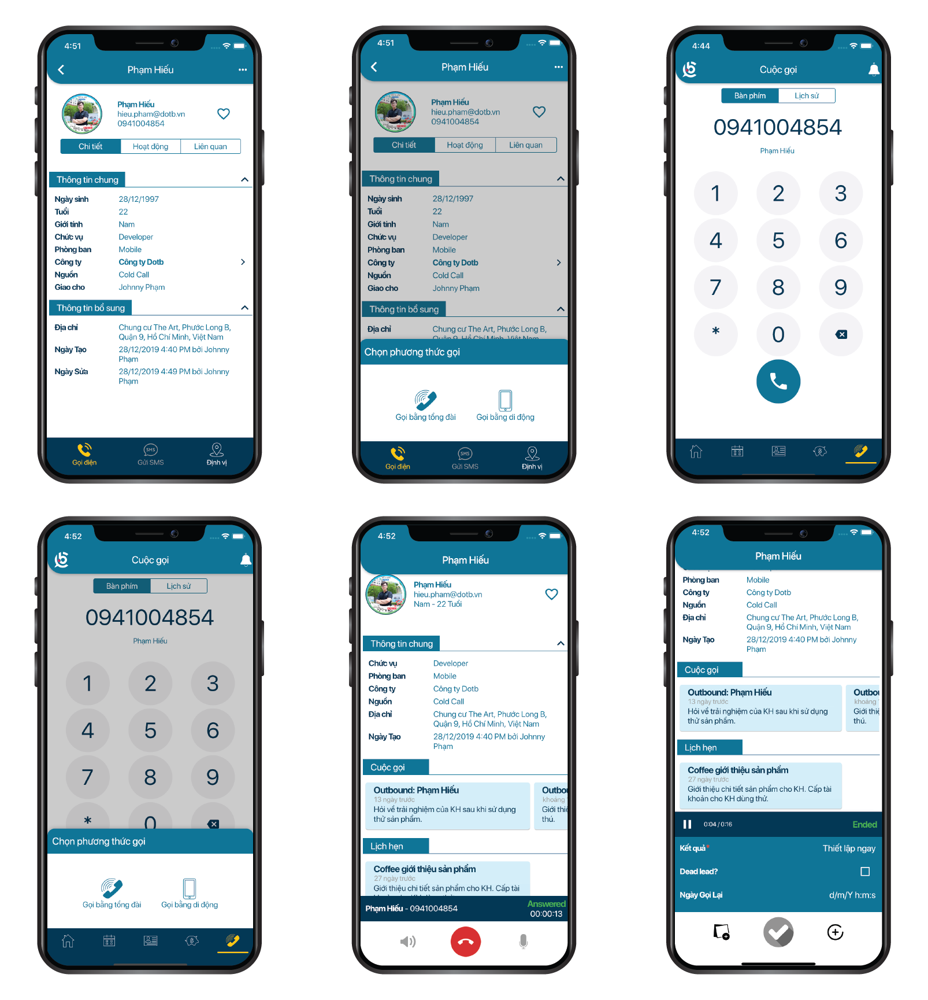 4:51
Phạm Hiếu
Phạm Hiếu
hieu.pham@dotb.vn
0941004854
Chi tiết Hoạt động Liên quan
Thông tin chung
Ngày sinh 28/12/1997
Tuổi 22
Giới tính Nam
Chức vụ Developer
Phòng ban Mobile
Công ty Công ty Dotb
Nguồn Cold Call
Giao cho Johnny Phạm
Thông tin bổ sung
Địa chỉ Chung cư The Art, Phước Long B,
Quận 9, Hồ Chí Minh, Việt Nam
Ngày Tạo 28/12/2019 4:40 PM bởi Johnny
Phạm
Ngày Sửa 28/12/2019 4:49 PM bởi Johnny
Phạm
Gọi điện SMS Gửi SMS Định vị
4:51
Phạm Hiếu
Phạm Hiếu
hieu.pham@dotb.vn
0941004854
Chi tiết Hoạt động Liên quan
Thông tin chung
Ngày sinh 28/12/1997
Tuổi 22
Giới tính Nam
Chức vụ Developer
Phòng ban Mobile
Công ty Công ty Dotb
Nguồn Cold Call
Giao cho Johnny Phạm
Thông tin bổ sung
Địa chỉ Chung cư The Art, Phước Long B,
Quận 9, Hồ Chí Minh, Việt Nam
Chọn phương thức gọi
Gọi bằng tổng đài Gọi bằng di động
Gọi điện SMS Gửi SMS Định vị
4:44
Cuộc gọi
Bàn phím Lịch sử
0941004854
Phạm Hiếu
1 2 3
4 5 6
7 8 9
* 0
4:52
Cuộc gọi
Bàn phím Lịch sử
0941004854
Phạm Hiếu
1 2 3
4 5 6
7 8 9
* 0
Chọn phương thức gọi
Gọi bằng tổng đài Gọi bằng di động
4:52
Phạm Hiếu
Phạm Hiếu
hieu.pham@dotb.vn
Nam - 22 Tuổi
Thông tin chung
Chức vụ Developer
Phòng ban Mobile
Công ty Công ty Dotb
Nguồn Cold Call
Địa chỉ Chung cư The Art, Phước Long B,
Quận 9, Hồ Chí Minh, Việt Nam
Ngày Tạo 28/12/2019 4:40 PM bởi Johnny
Phạm
Cuộc gọi
Outbound: Phạm Hiếu
13 ngày trước
Hỏi về trải nghiệm của KH sau khi sử dụng
thử sản phẩm.
Outbou
khoảng
Giới thiệ
thú.
Lịch hẹn
Coffee giới thiệu sản phẩm
27 ngày trước
Giới thiệu chi tiết sản phẩm cho KH. Cấp tài
Phạm Hiếu - 0941004854 Answered
00:00:13
4:52
Phạm Hiếu
Phòng ban Mobile
Công ty Công ty Dotb
Nguồn Cold Call
Địa chỉ Chung cư The Art, Phước Long B,
Quận 9, Hồ Chí Minh, Việt Nam
Ngày Tạo 28/12/2019 4:40 PM bởi Johnny
Phạm
Cuộc gọi
Outbound: Phạm Hiếu
13 ngày trước
Hỏi về trải nghiệm của KH sau khi sử dụng
thử sản phẩm.
Outbou
khoảng
Giới thiệ
thú.
Lịch hẹn
Coffee giới thiệu sản phẩm
27 ngày trước
Giới thiệu chi tiết sản phẩm cho KH. Cấp tài
khoản cho KH dùng thử.
0:04 / 0:16 Ended
Kết quả* Thiết lập ngay
Dead lead?
Ngày Gọi Lại d/m/Y h:m:s